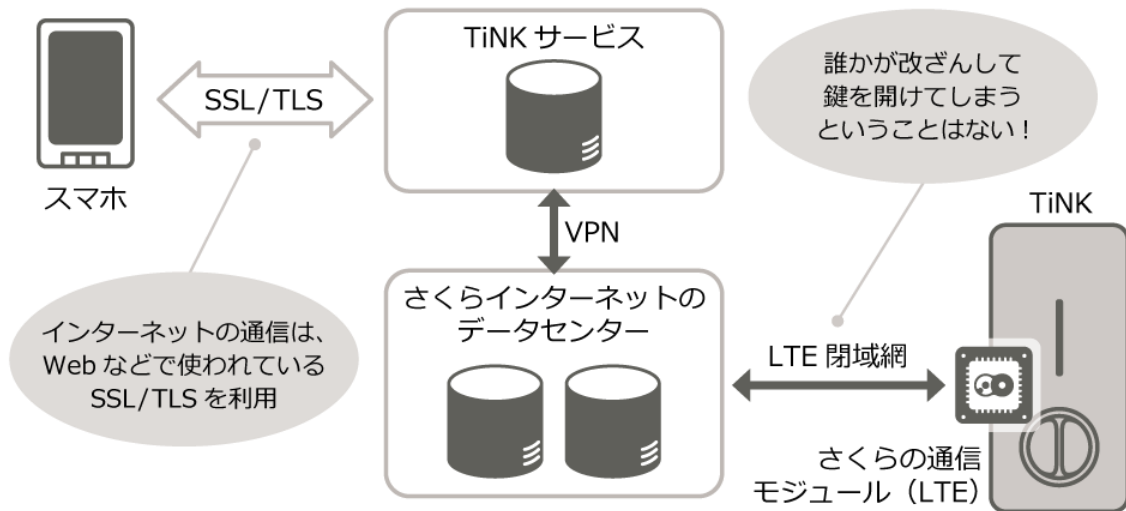 TiNK サービス
SSL/TLS
スマホ
誰かが改ざんして
鍵を開けてしまう
ということはない！
TiNK
VPN
インターネットの通信は、
Web などで使われている
SSL/TLS を利用
さくらインターネットの
データセンター
LTE 閉域網
さくらの通信
モジュール（LTE）